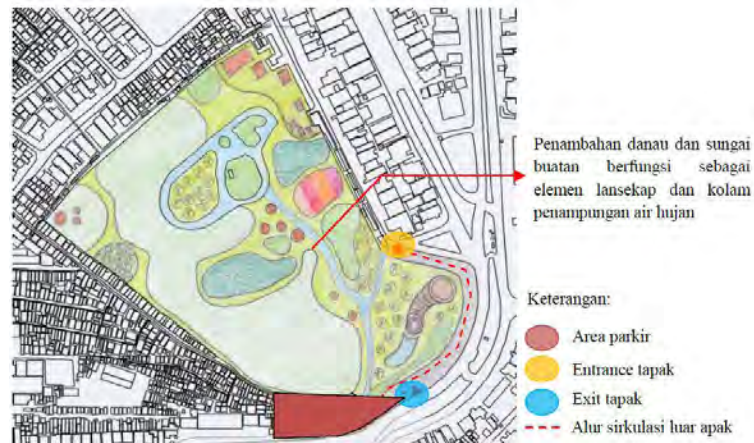 Penambahan danau dan sungai
buatan berfungsi sebagai
elemen lansekap dan kolam
penampungan air hujan
Keterangan:
Area parkir
Entrance tapak
Exit tapak
Alur sirkulasi luar apak